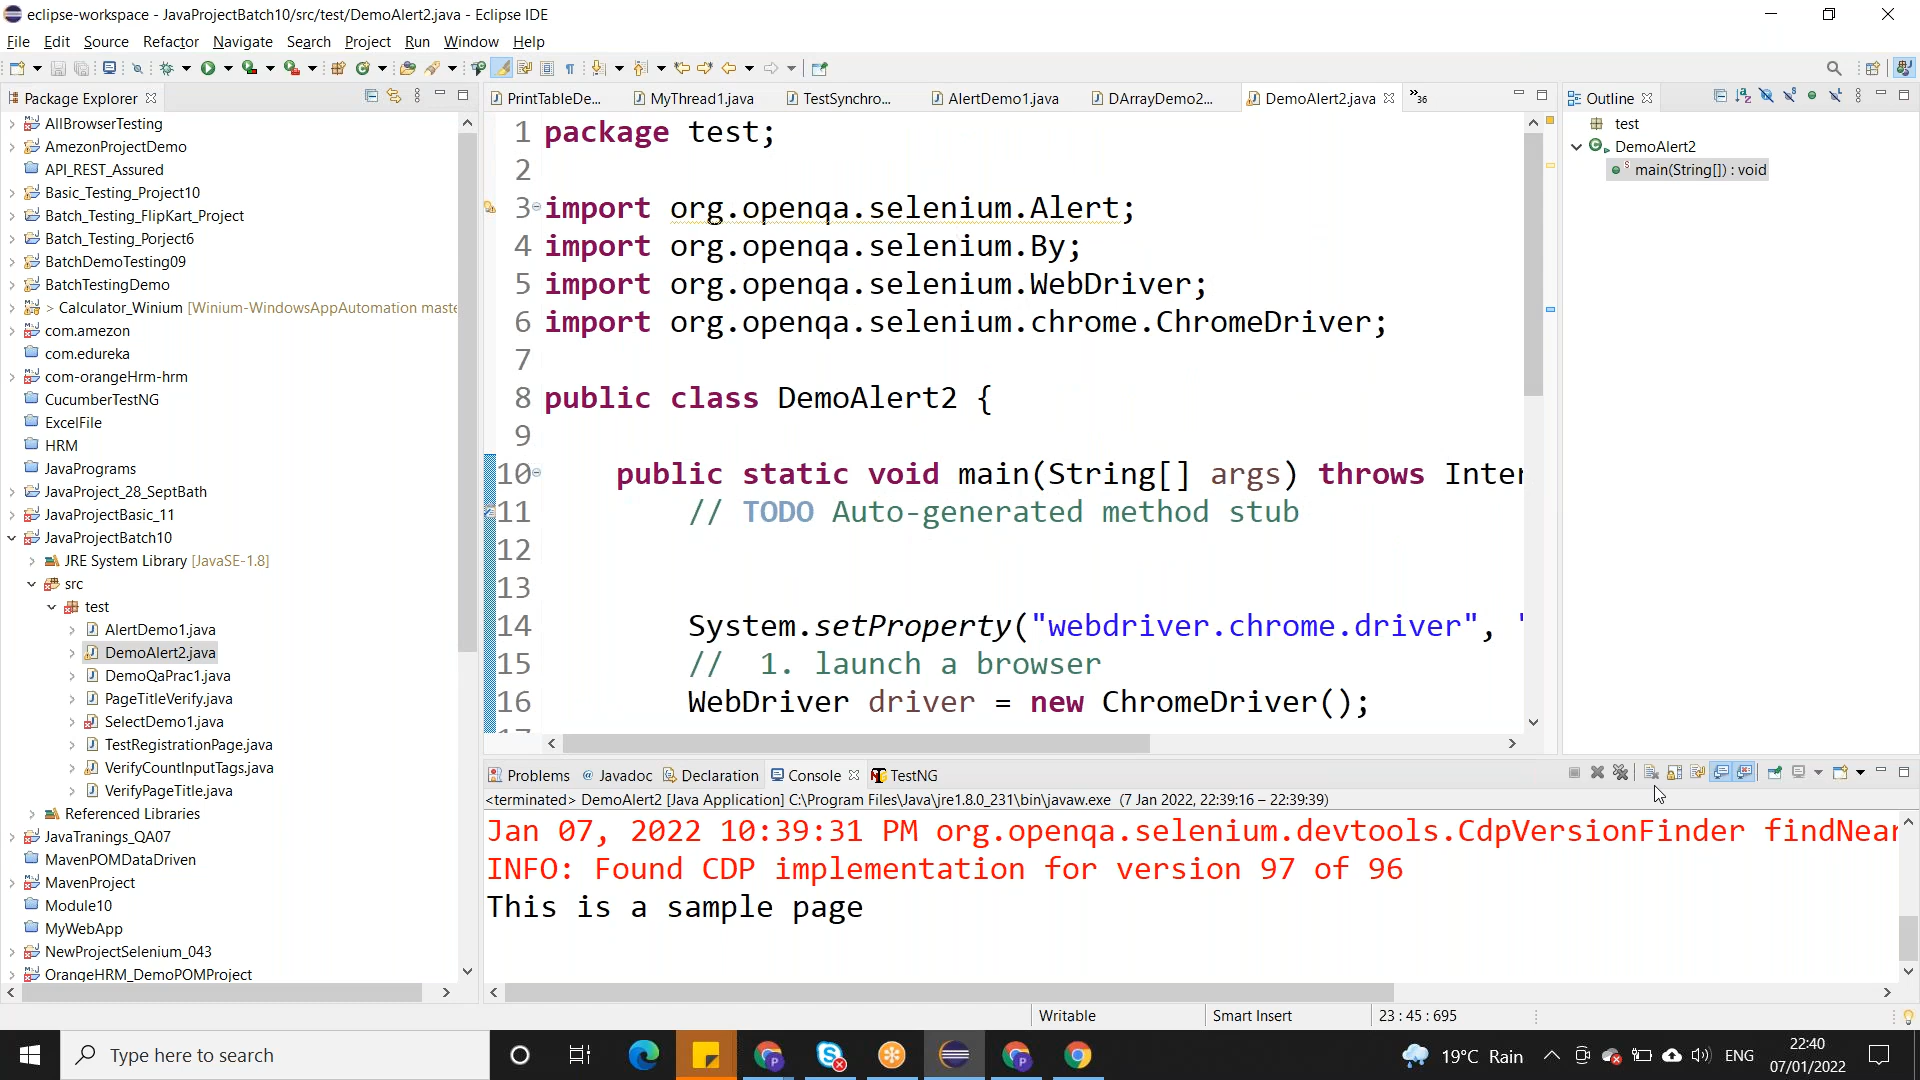 eclipse-workspace - JavaProjectBatch10/src/test/DemoAlert2.java - Eclipse IDE
File Edit Source Refactor Navigate Search Project Run Window Help
Package Explorer
AllBrowserTesting
AmezonProjectDemo
API_REST_Assured
Basic_Testing_Project10
Batch_Testing_FlipKart_Project
Batch_Testing_Porject6
BatchDemoTesting09
BatchTestingDemo
> Calculator_Winium [Winium-WindowsAppAutomation maste
com.amezon
com.edureka
com-orangeHrm-hrm
CucumberTestNG
ExcelFile
HRM
JavaPrograms
JavaProject_28_SeptBath
JavaProjectBasic_11
JavaProjectBatch10
JRE System Library [JavaSE-1.8]
src
test
AlertDemo1.java
DemoAlert2.java
DemoQaPrac1.java
PageTitleVerify.java
SelectDemo1.java
TestRegistrationPage.java
VerifyCountInputTags.java
VerifyPageTitle.java
Referenced Libraries
JavaTranings_QA07
MavenPOMDataDriven
MavenProject
Module10
MyWebApp
NewProjectSelenium_043
OrangeHRM_DemoPOMProject
PrintTableDe... MyThread1.java TestSynchro... AlertDemo1.java DArrayDemo2... DemoAlert2.java »36
1 package test;
2
3 import org.openqa.selenium.Alert;
4 import org.openqa.selenium.By;
5 import org.openqa.selenium.WebDriver;
6 import org.openqa.selenium.chrome.ChromeDriver;
7
8 public class DemoAlert2 {
9
10 public static void main(String[] args) throws Inter
11 // TODO Auto-generated method stub
12
13
14 System.setProperty("webdriver.chrome.driver", "
15 // 1. launch a browser
16 WebDriver driver = new ChromeDriver();
17
Outline
test
DemoAlert2
main(String[]) : void
Problems @ Javadoc Declaration Console TestNG
<terminated> DemoAlert2 [Java Application] C:\Program Files\Java\jre1.8.0_231\bin\javaw.exe (7 Jan 2022, 22:39:16 – 22:39:39)
Jan 07, 2022 10:39:31 PM org.openqa.selenium.devtools.CdpVersionFinder findNear
INFO: Found CDP implementation for version 97 of 96
This is a sample page
Writable Smart Insert 23 : 45 : 695
Type here to search
19°C Rain ENG
22:40
07/01/2022